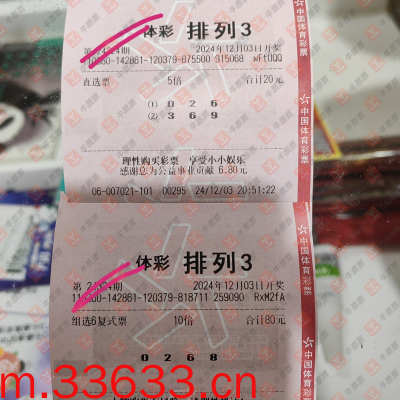 体彩 排列3
2024年12月03日开奖
直选票 5倍 合计20元
① 0 2 6
② 3 6 9
理性购买彩票 享受小小娱乐
感谢您为公益事业贡献 6.80元
06-007021-101 00295 24/12/03 20:51:22
中国体育彩票
体彩 排列3
2024年12月03日开奖
-142861-120379-818711 259090 RxM2fA
组选6复式票 10倍 合计80元
0 2 6 8
中国体育彩票
m.33633.cn